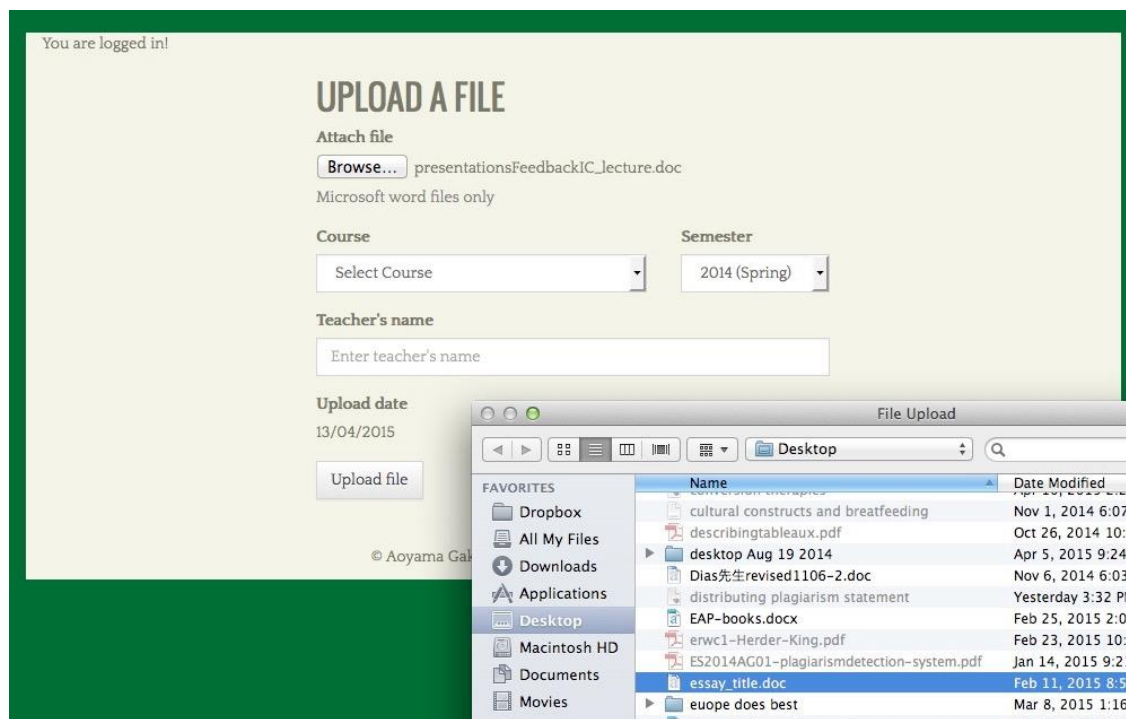 You are logged in!
UPLOAD A FILE
Attach file
Browse... presentationsFeedbackIC_lecture.doc
Microsoft word files only
Course Semester
Select Course 2014 (Spring)
Teacher's name
Enter teacher's name
Upload date
13/04/2015
Upload file
© Aoyama Gak
File Upload
Desktop
FAVORITES
Dropbox
All My Files
Downloads
Applications
Desktop
Macintosh HD
Documents
Movies
Name Date Modified
cultural constructs and breastfeeding Nov 1, 2014 6:07
describingtableaux.pdf Oct 26, 2014 10:
desktop Aug 19 2014 Apr 5, 2015 9:24
Dias先生revised1106-2.doc Nov 6, 2014 6:03
distributing plagiarism statement Yesterday 3:32 P
EAP-books.docx Feb 25, 2015 2:0
erwc1-Herder-King.pdf Feb 23, 2015 10:
ES2014AG01-plagiarismdetection-system.pdf Jan 14, 2015 9:2
essay_title.doc Feb 11, 2015 8:5
euope does best Mar 8, 2015 1:16